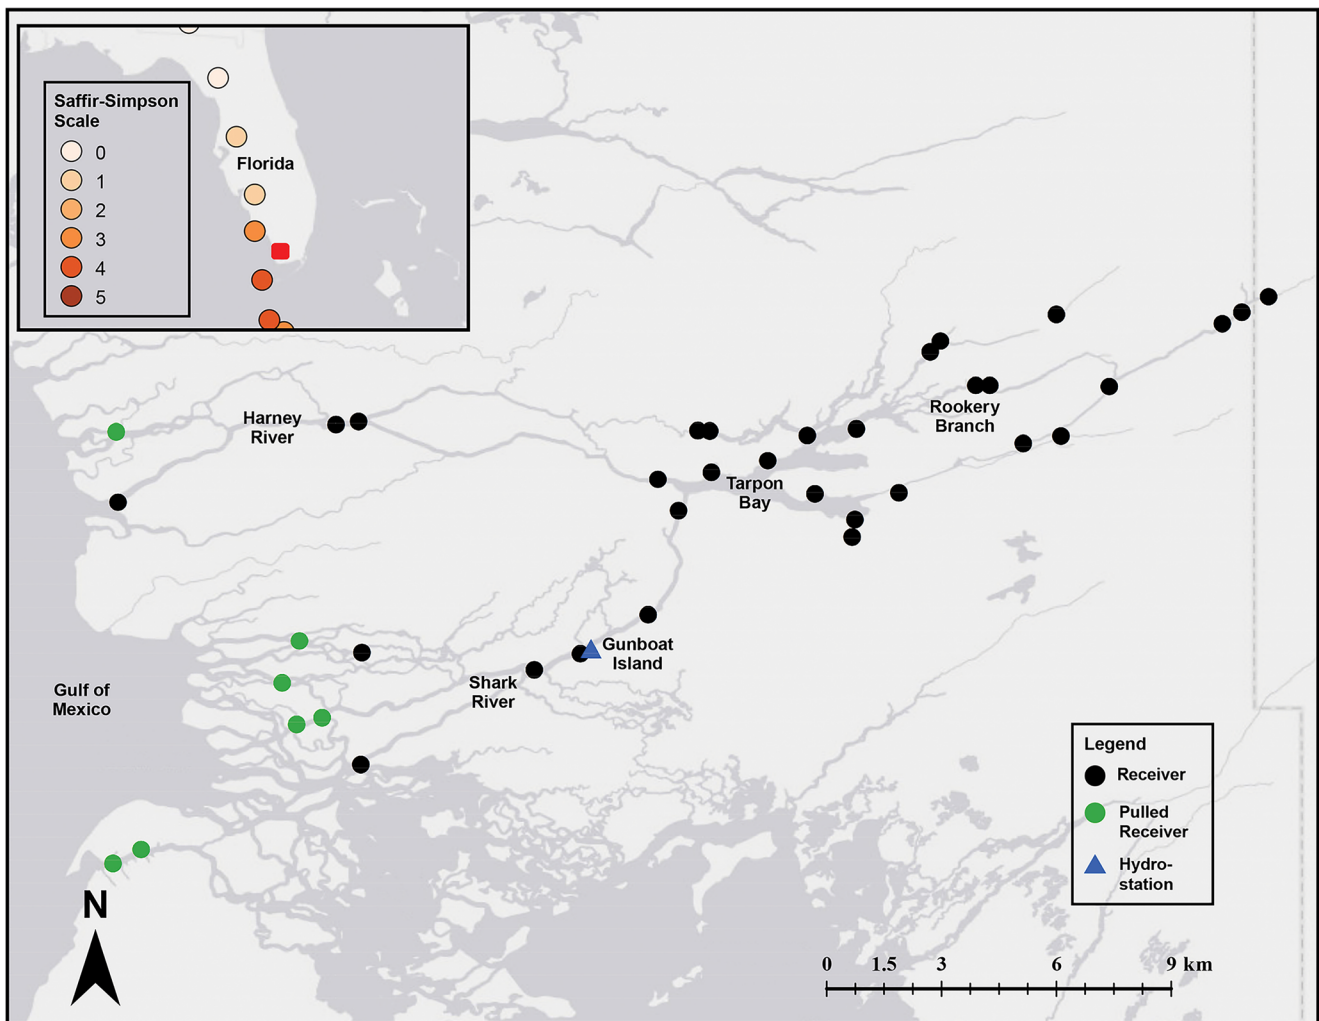 Saffir-Simpson
Scale
0
1
2
3
4
5
Florida
Harney
River
Rookery
Branch
Tarpon
Bay
Gunboat
Island
Shark
River
Gulf of
Mexico
Legend
Receiver
Pulled
Receiver
Hydro-
station
N
0 1.5 3 6 9 km